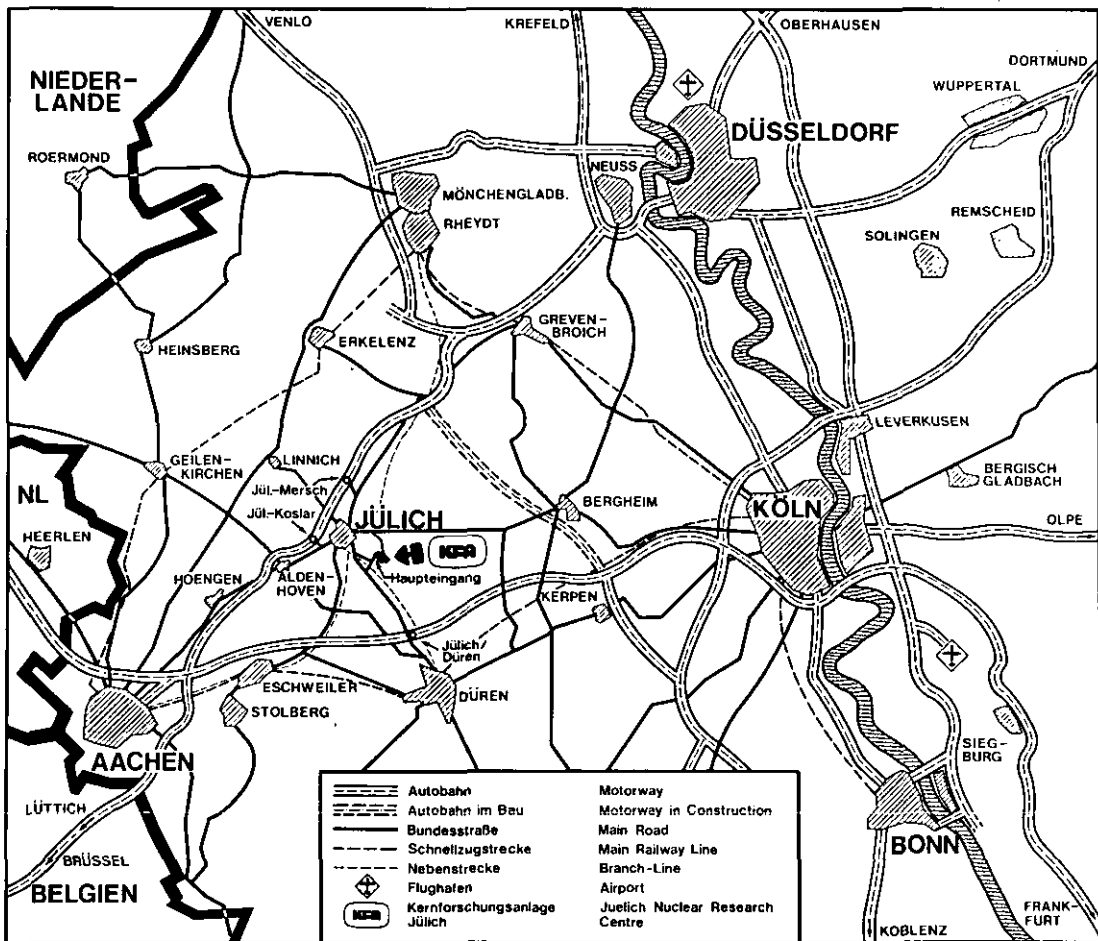 VENLO
KREFELD
OBERHAUSEN
DORTMUND
NIEDER-
LANDE
WUPPERTAL
DÜSSELDORF
ROERMOND
NEUSS
MÖNCHENGLADB.
RHEYDT
REMSCHEID
SOLINGEN
GREVEN-
BROICH
ERKELENZ
HEINSBERG
LEVERKUSEN
GEILEN-
KIRCHEN
LINNICH
BERGISCH
GLADBACH
NL
Jül.-Mersch
BERGHEIM
KÖLN
Jül.-Koslar
JÜLICH
OLPE
HEERLEN
KFA
Haupteingang
HOENGEN
ALDEN-
HOVEN
KERPEN
Jülich/
Düren
ESCHWEILER
DÜREN
STOLBERG
SIEG-
BURG
AACHEN
LÜTTICH
BRÜSSEL
BELGIEN
BONN
FRANK-
FURT
KOBLENZ
Autobahn Motorway
Autobahn im Bau Motorway in Construction
Bundesstraße Main Road
Schnellzugstrecke Main Railway Line
Nebenstrecke Branch-Line
Flughafen Airport
KFA Kernforschungsanlage Juelich Nuclear Research
Jülich Centre